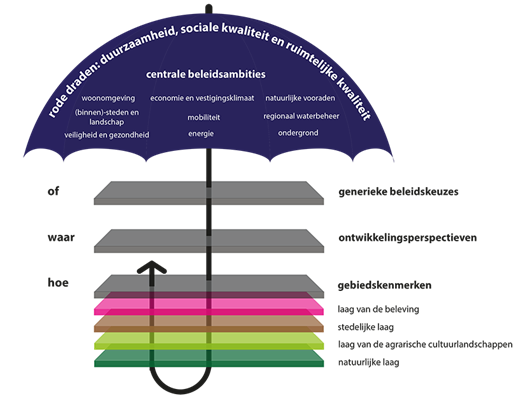 rode draden: duurzaamheid, sociale kwaliteit en ruimtelijke kwaliteit
centrale beleidsambities
woonomgeving
(binnen)-steden en
landschap
veiligheid en gezondheid
economie en vestigingsklimaat
mobiliteit
energie
natuurlijke vooraden
regionaal waterbeheer
ondergrond
of
generieke beleidskeuzes
waar
ontwikkelingsperspectieven
hoe
gebiedskenmerken
laag van de beleving
stedelijke laag
laag van de agrarische cultuurlandschappen
natuurlijke laag